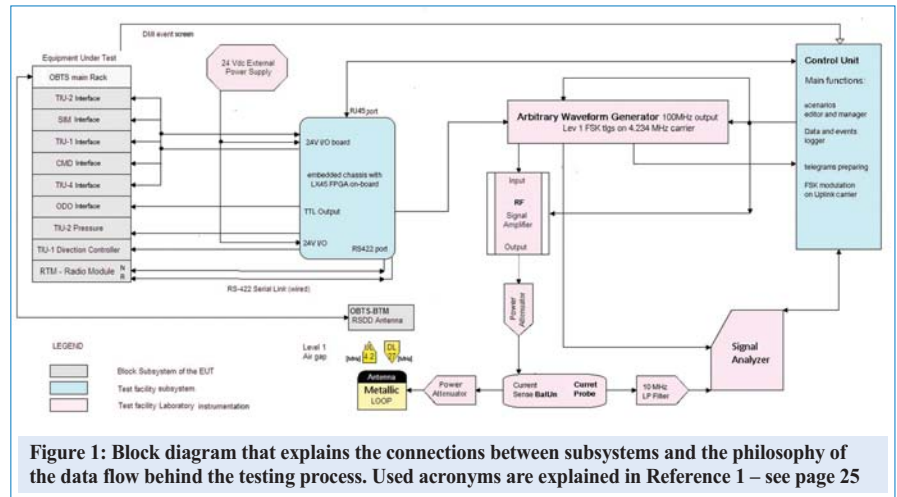 DMI event screen
Equipment Under Test
OBTS main Rack
TIU-2 Interface
SIM Interface
TIU-1 Interface
CMD Interface
TIU-4 Interface
ODO Interface
TIU-2 Pressure
TIU-1 Direction Controller
RTM - Radio Module N
R
24 Vdc External
Power Supply
RJ45 port
24V I/O board
embedded chassis with
LX45 FPGA on-board
TTL Output
24V I/O
RS422 port
RS-422 Serial Link (wired)
Arbitrary Waveform Generator 100MHz output
Lev 1 FSK tlgs on 4.234 MHz carrier
Control Unit
Main functions:
scenarios
editor and manager
Data and events
logger
telegrams preparing
FSK modulation
on Uplink carrier
Input
RF
Signal
Amplifier
Output
Power
Attenuator
OBTS-BTM
RSDD Antenna
Level 1
Air gap
[MHz]
UL
4.2
DL
27
[MHz]
Antenna
Metallic
LOOP
Power
Attenuator
Current
Sense BalUn
Curret
Probe
10 MHz
LP Filter
Signal
Analyzer
LEGEND
Block Subsystem of the EUT
Test facility subsystem
Test facility Laboratory instrumentation
Figure 1: Block diagram that explains the connections between subsystems and the philosophy of
the data flow behind the testing process. Used acronyms are explained in Reference 1 – see page 25